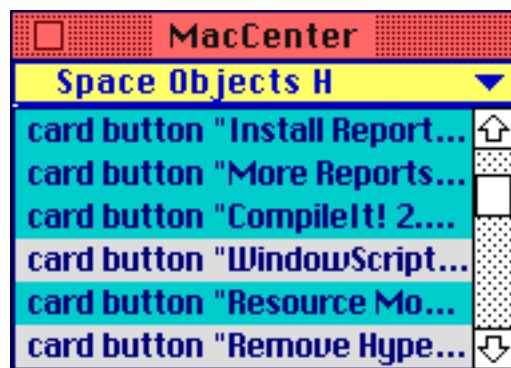 MacCenter
Space Objects H
card button "Install Report...
card button "More Reports...
card button "CompileIt! 2....
card button "WindowScript...
card button "Resource Mo...
card button "Remove Hype...